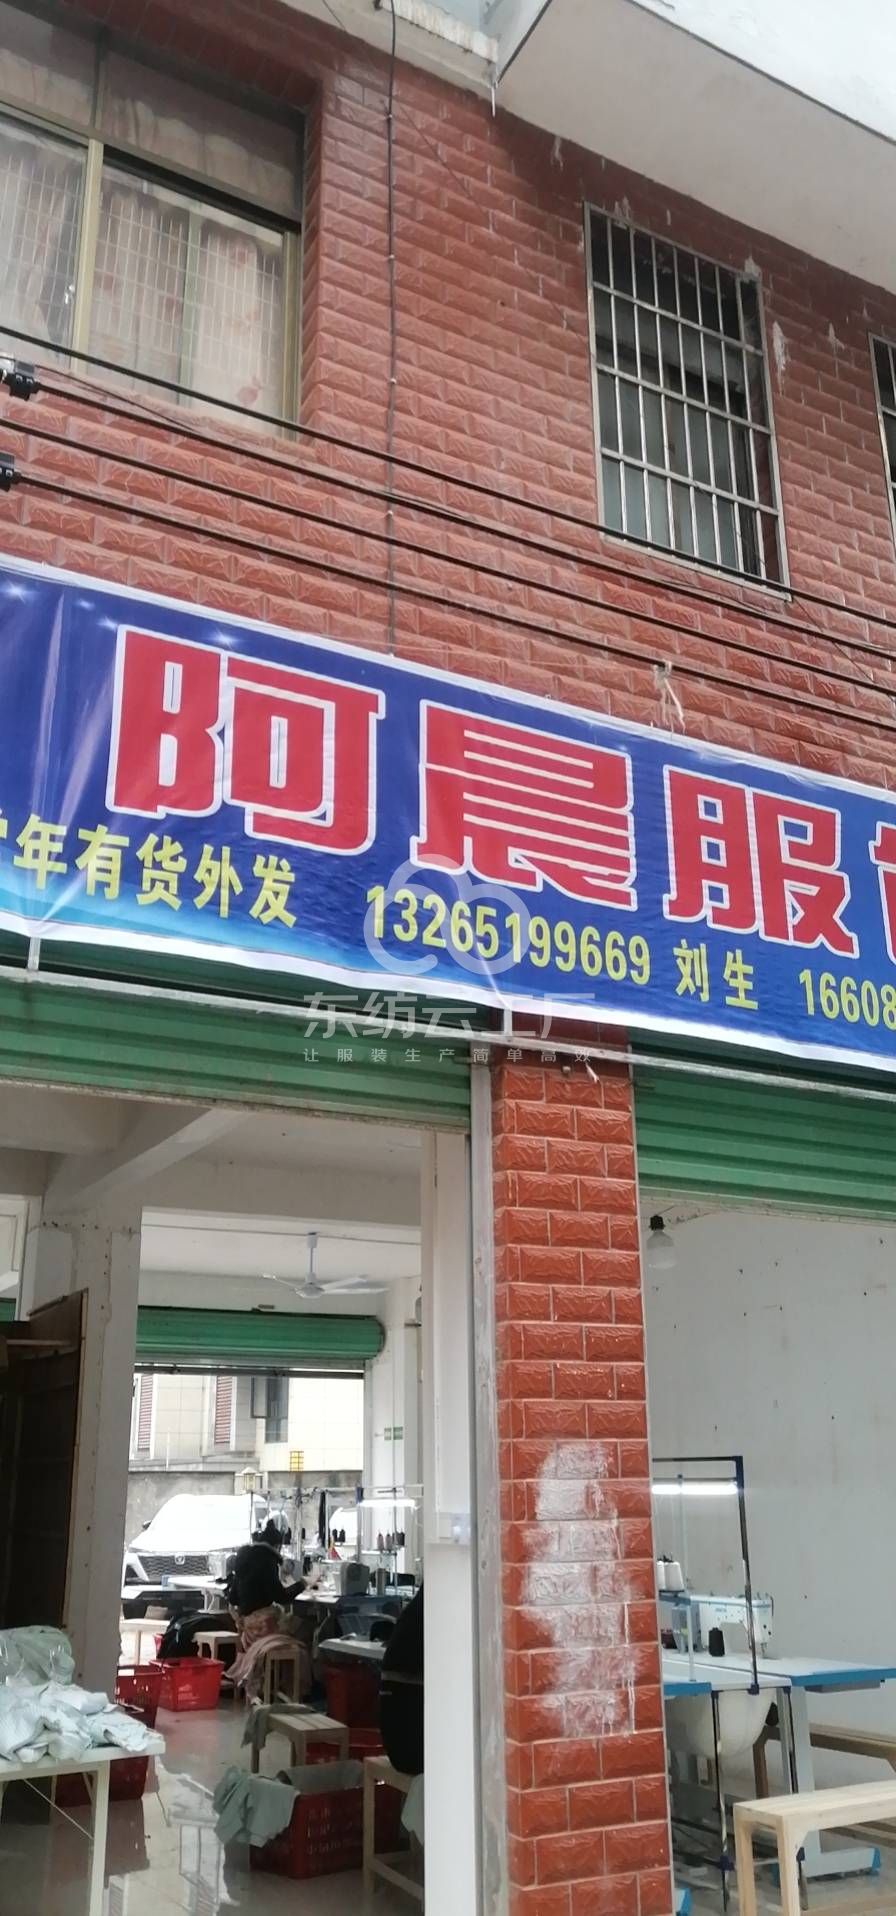 阿晨服
年有货外发 13265199669 刘生 16608
东纺云工厂
让服装生产简单高效